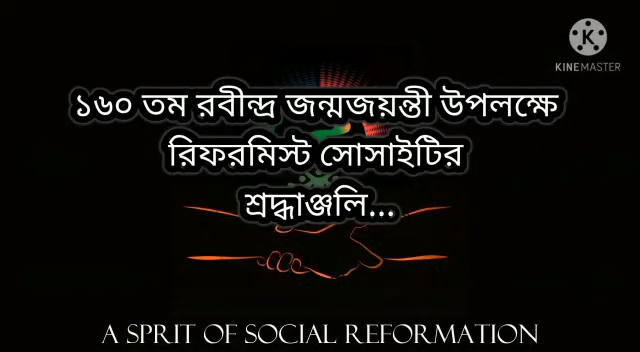 KINEMASTER
১৬০ তম রবীন্দ্র জন্মজয়ন্তী উপলক্ষে
রিফরমিস্ট সোসাইটির
শ্রদ্ধাঞ্জলি...
A SPRIT OF SOCIAL REFORMATION